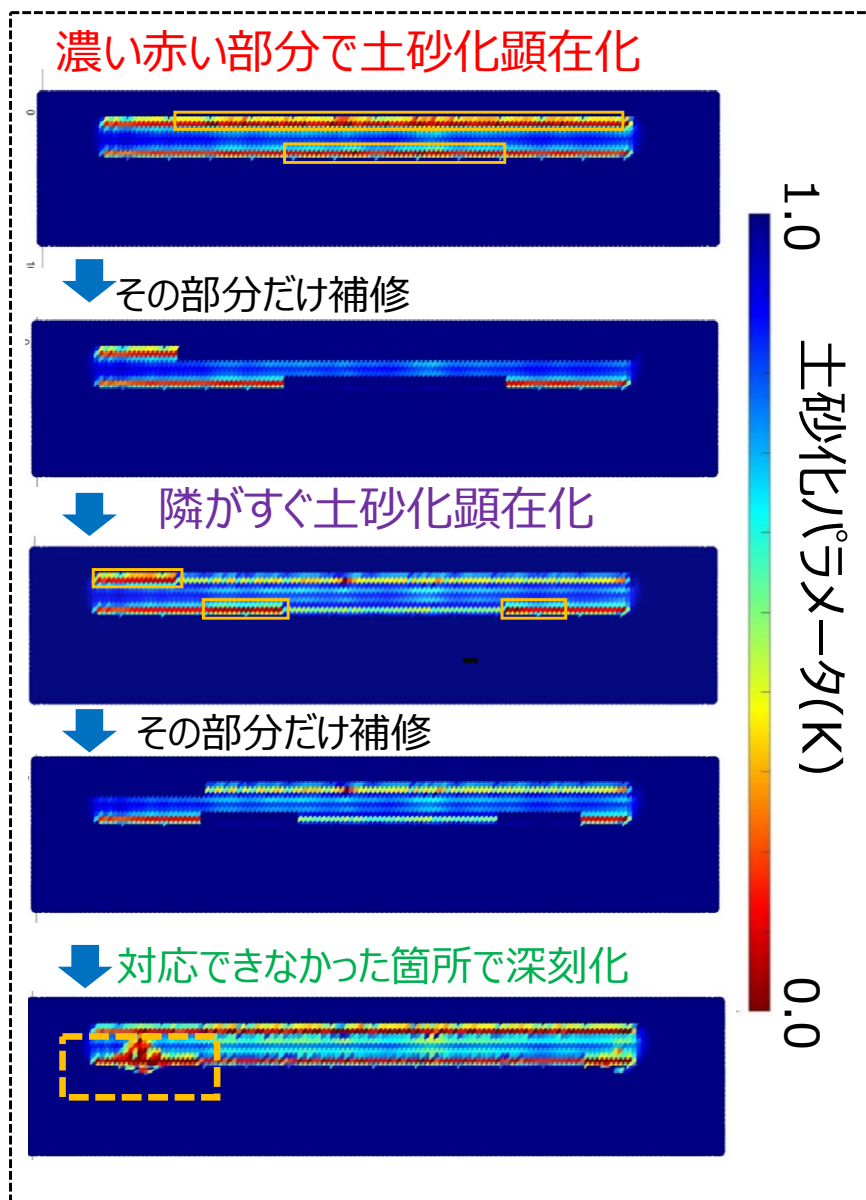 濃い赤い部分で土砂化顕在化
0
1.0
土砂化パラメータ(K)
0.0
その部分だけ補修
隣がすぐ土砂化顕在化
その部分だけ補修
対応できなかった箇所で深刻化